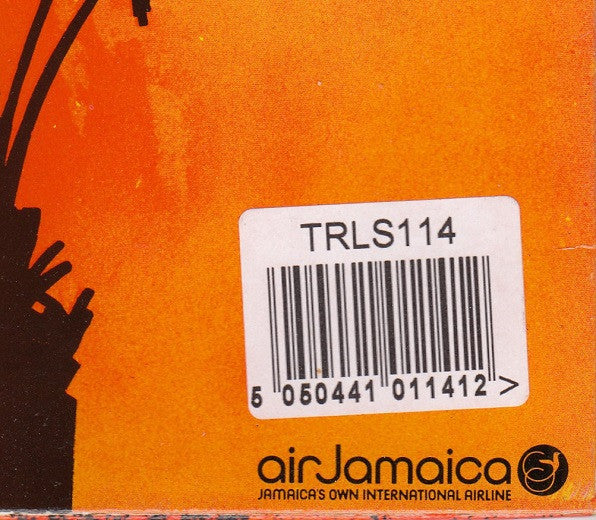 TRLS114
5 050441 011412 >
airJamaica
JAMAICA'S OWN INTERNATIONAL AIRLINE